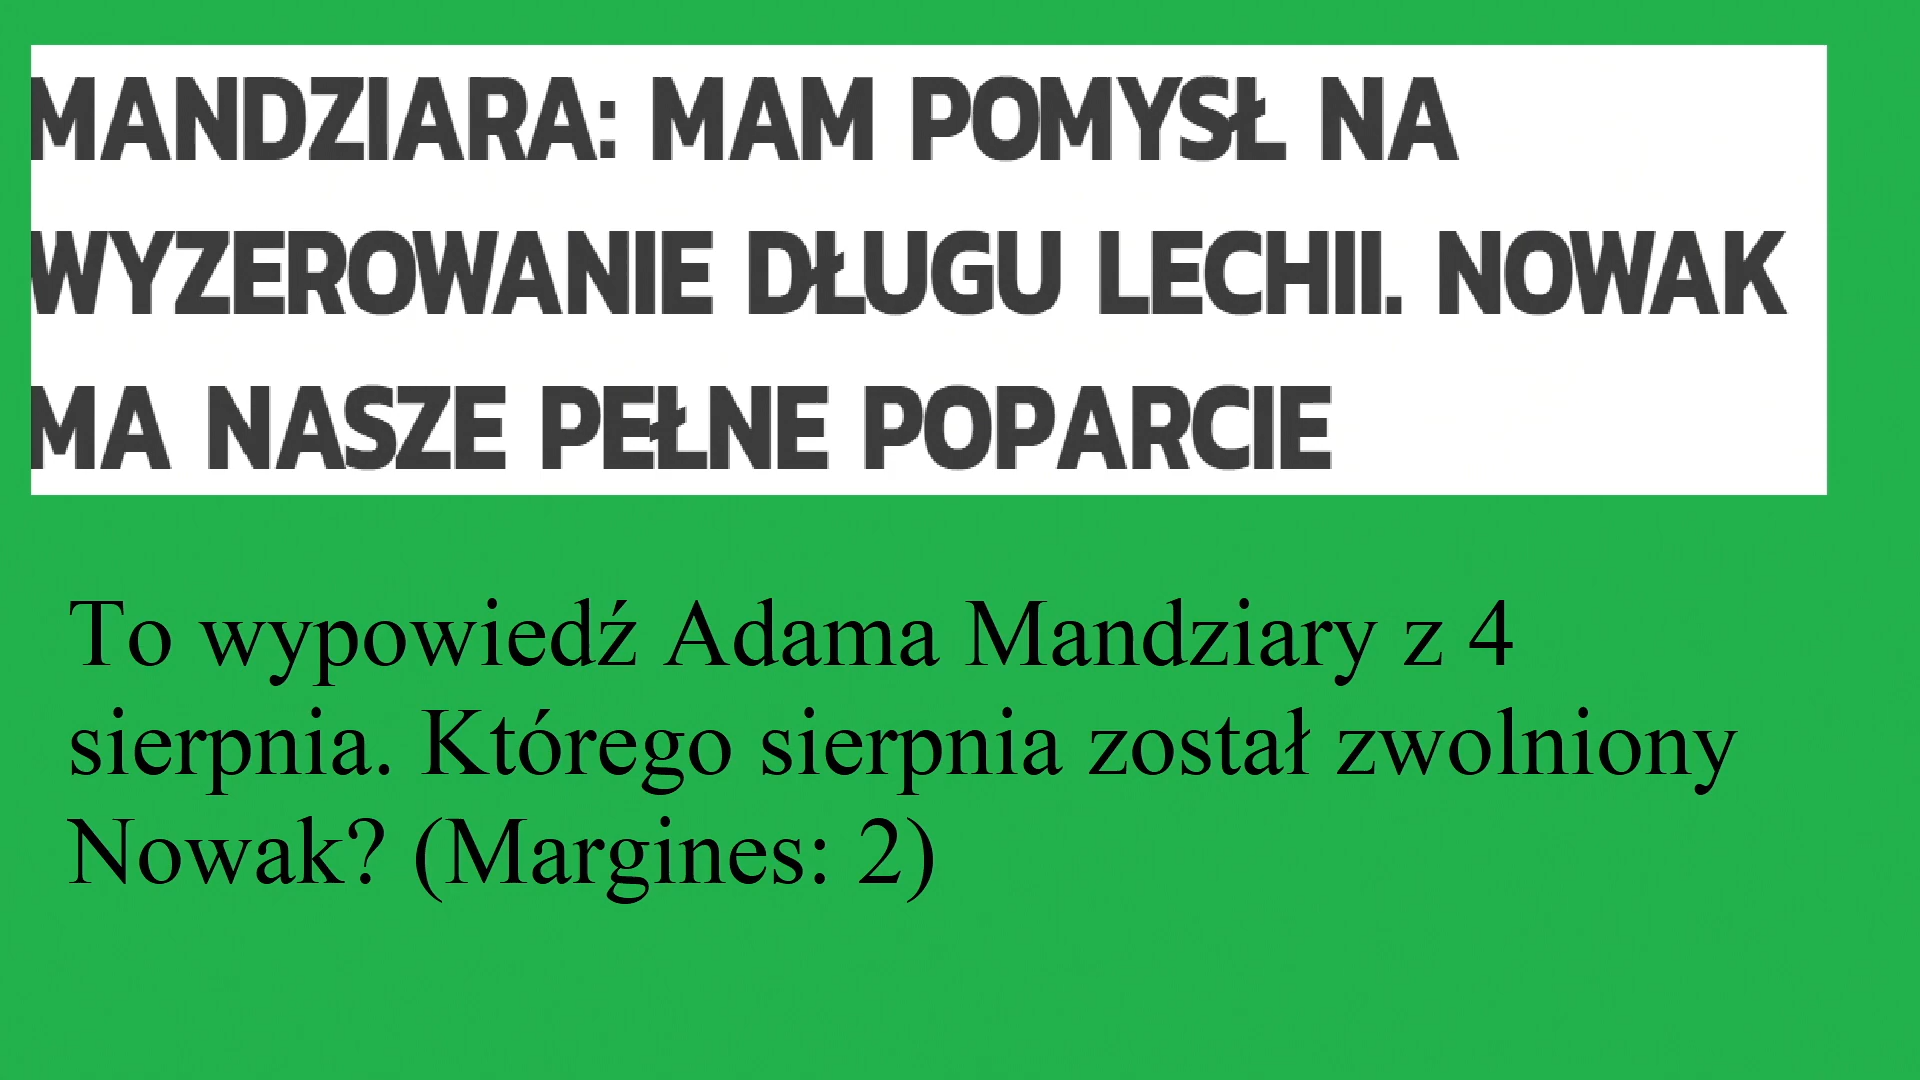 MANDZIARA: MAM POMYSŁ NA
WYZEROWANIE DŁUGU LECHII. NOWAK
MA NASZE PEŁNE POPARCIE
To wypowiedź Adama Mandziary z 4
sierpnia. Którego sierpnia został zwolniony
Nowak? (Margines: 2)